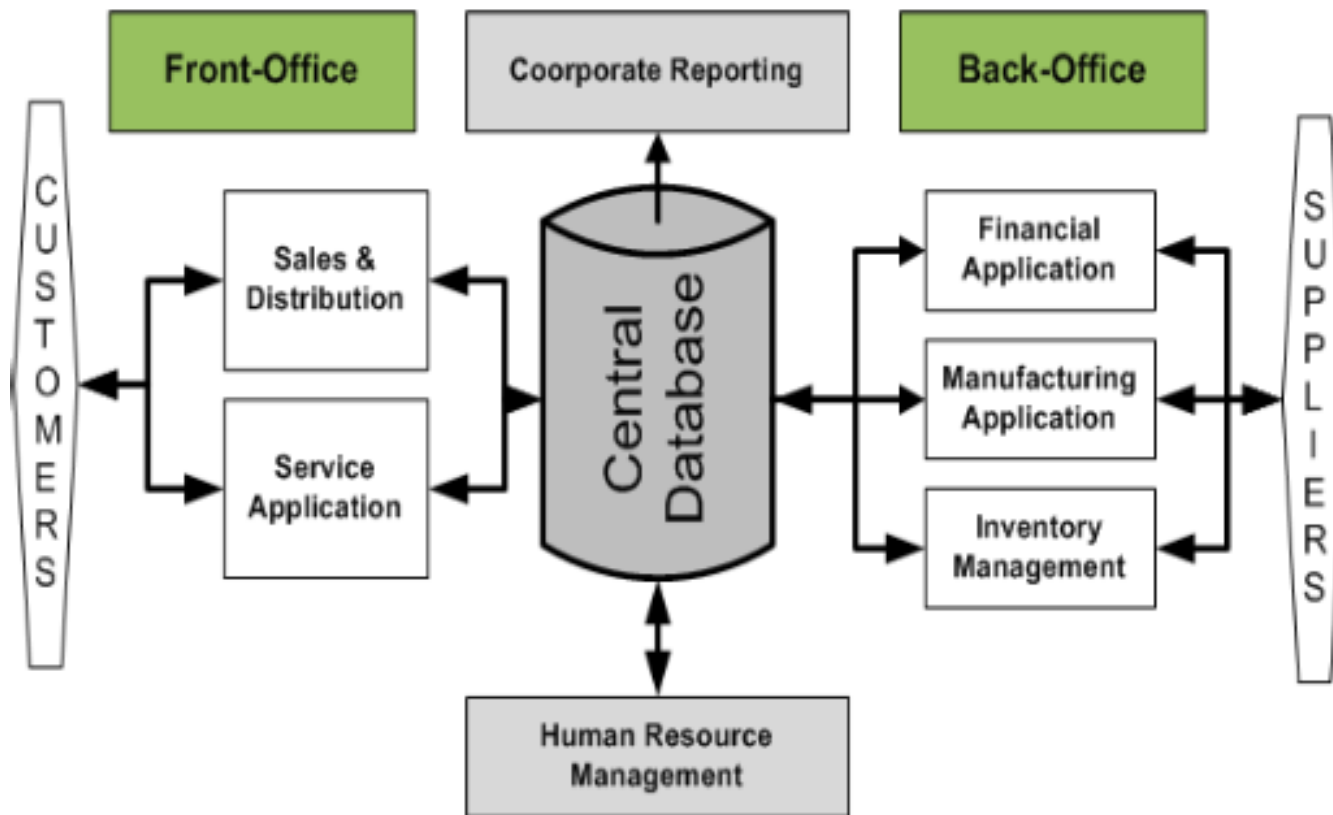 Front-Office
Coorporate Reporting
Back-Office
CUSTOMERS
Sales &
Distribution
Service
Application
Central
Database
Financial
Application
Manufacturing
Application
Inventory
Management
SUPPLIERS
Human Resource
Management